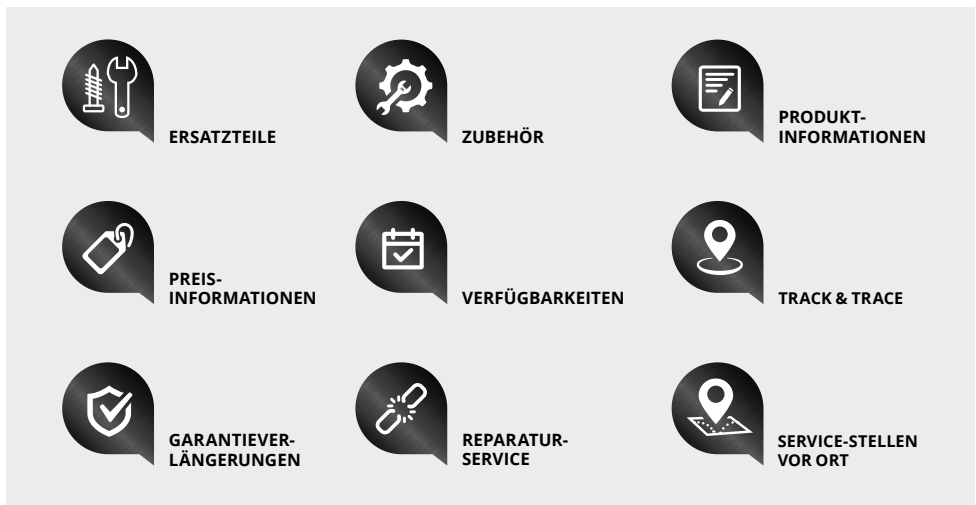 ERSATZTEILE
ZUBEHÖR
PRODUKT-
INFORMATIONEN
PREIS-
INFORMATIONEN
VERFÜGBARKEITEN
TRACK & TRACE
GARANTIEVER-
LÄNGERUNGEN
REPARATUR-
SERVICE
SERVICE-STELLEN
VOR ORT